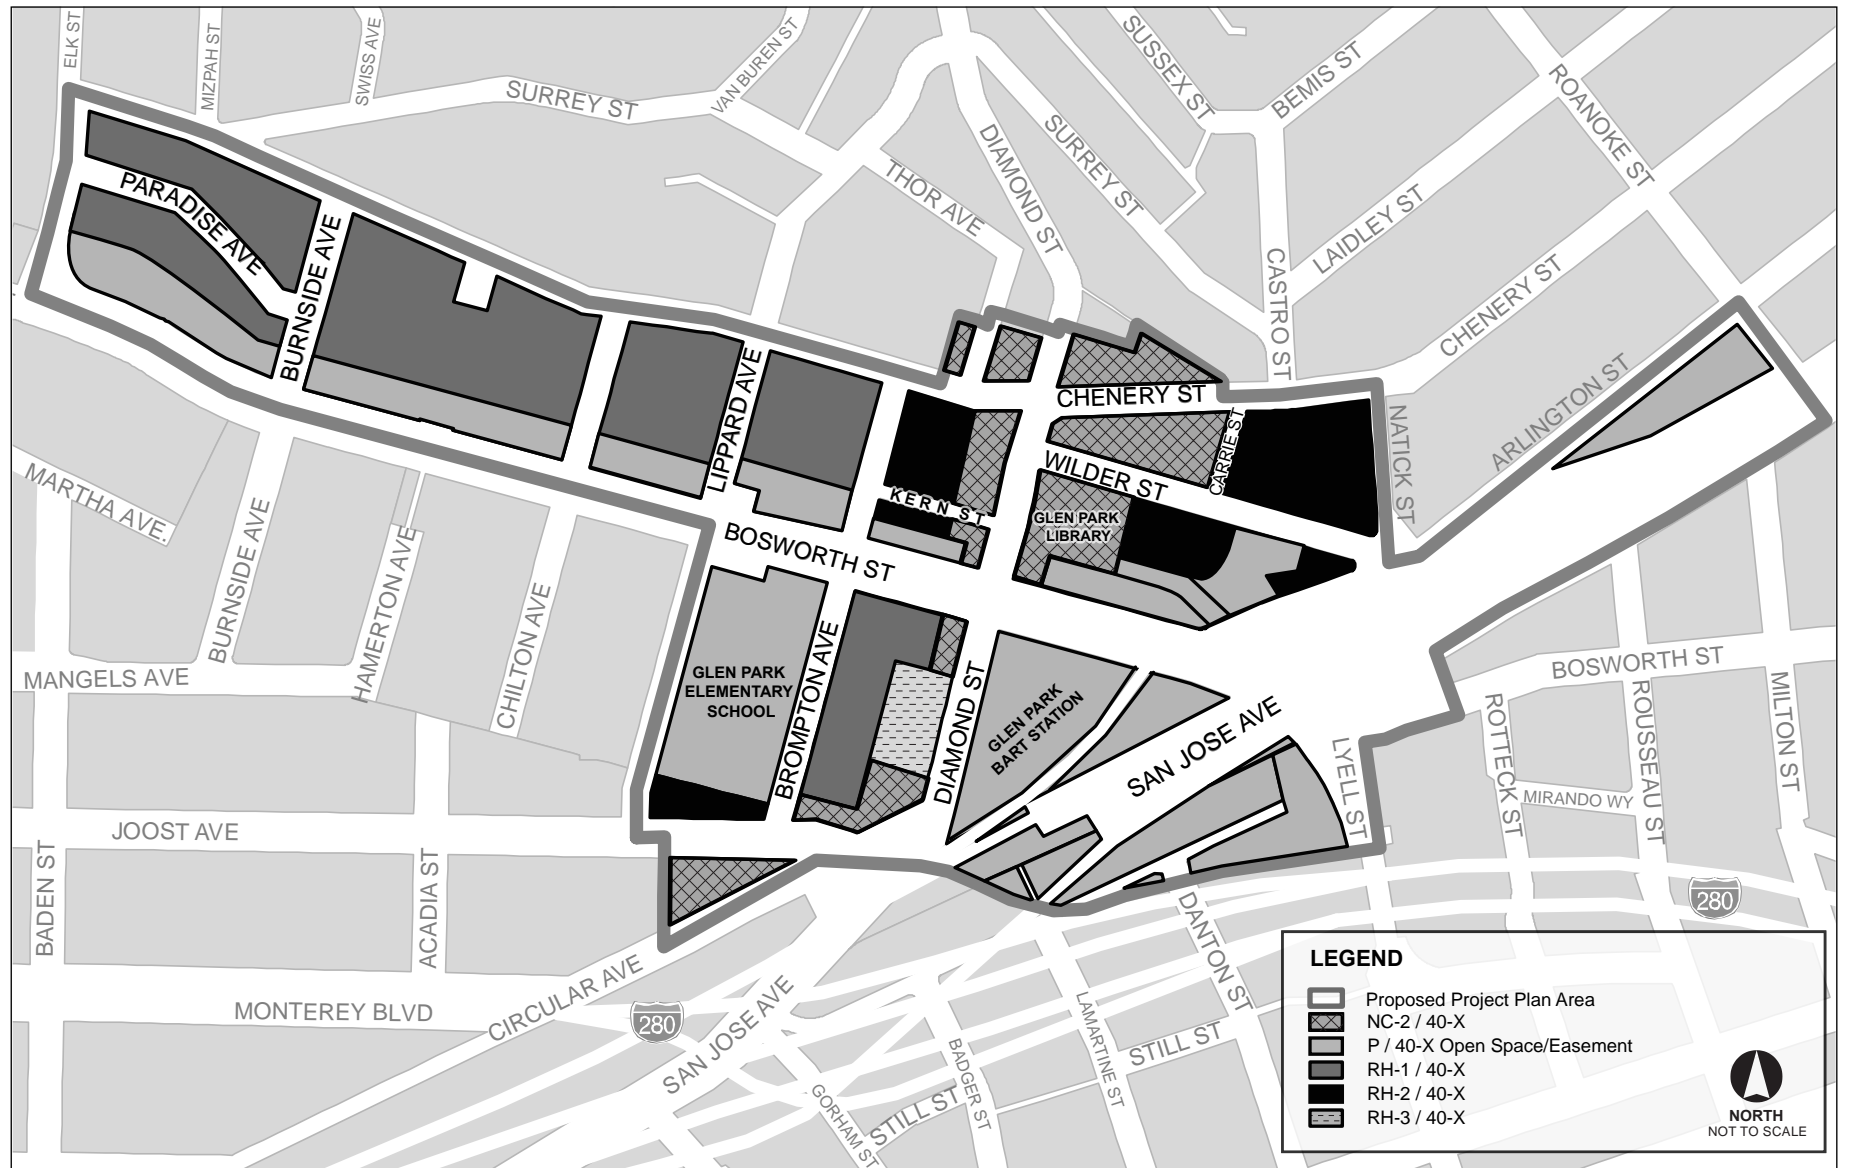 ELK ST
MIZPAH ST
SWISS AVE
SURREY ST
VAN BUREN ST
SUSSEX ST
BEMIS ST
ROANOKE ST
DIAMOND ST
SURREY ST
THOR AVE
PARADISE AVE
BURNSIDE AVE
LAIDLEY ST
CASTRO ST
CHENERY ST
LIPPARD AVE
CHENERY ST
CARRIE ST
NATICK ST
ARLINGTON ST
WILDER ST
KERN ST
GLEN PARK
LIBRARY
MARTHA AVE.
BURNSIDE AVE
HAMERTON AVE
CHILTON AVE
BOSWORTH ST
MANGELS AVE
GLEN PARK
ELEMENTARY
SCHOOL
BROMPTON AVE
DIAMOND ST
GLEN PARK
BART STATION
SAN JOSE AVE
BOSWORTH ST
LYELL ST
ROTTECK ST
ROUSSEAU ST
MILTON ST
MIRANDO WY
JOOST AVE
BADEN ST
ACADIA ST
MONTEREY BLVD
CIRCULAR AVE
280
SAN JOSE AVE
DANTON ST
280
LAMARTINE ST
BADGER ST
STILL ST
STILL ST
GORHAM ST
LEGEND
Proposed Project Plan Area
NC-2 / 40-X
P / 40-X Open Space/Easement
RH-1 / 40-X
RH-2 / 40-X
RH-3 / 40-X
NORTH
NOT TO SCALE